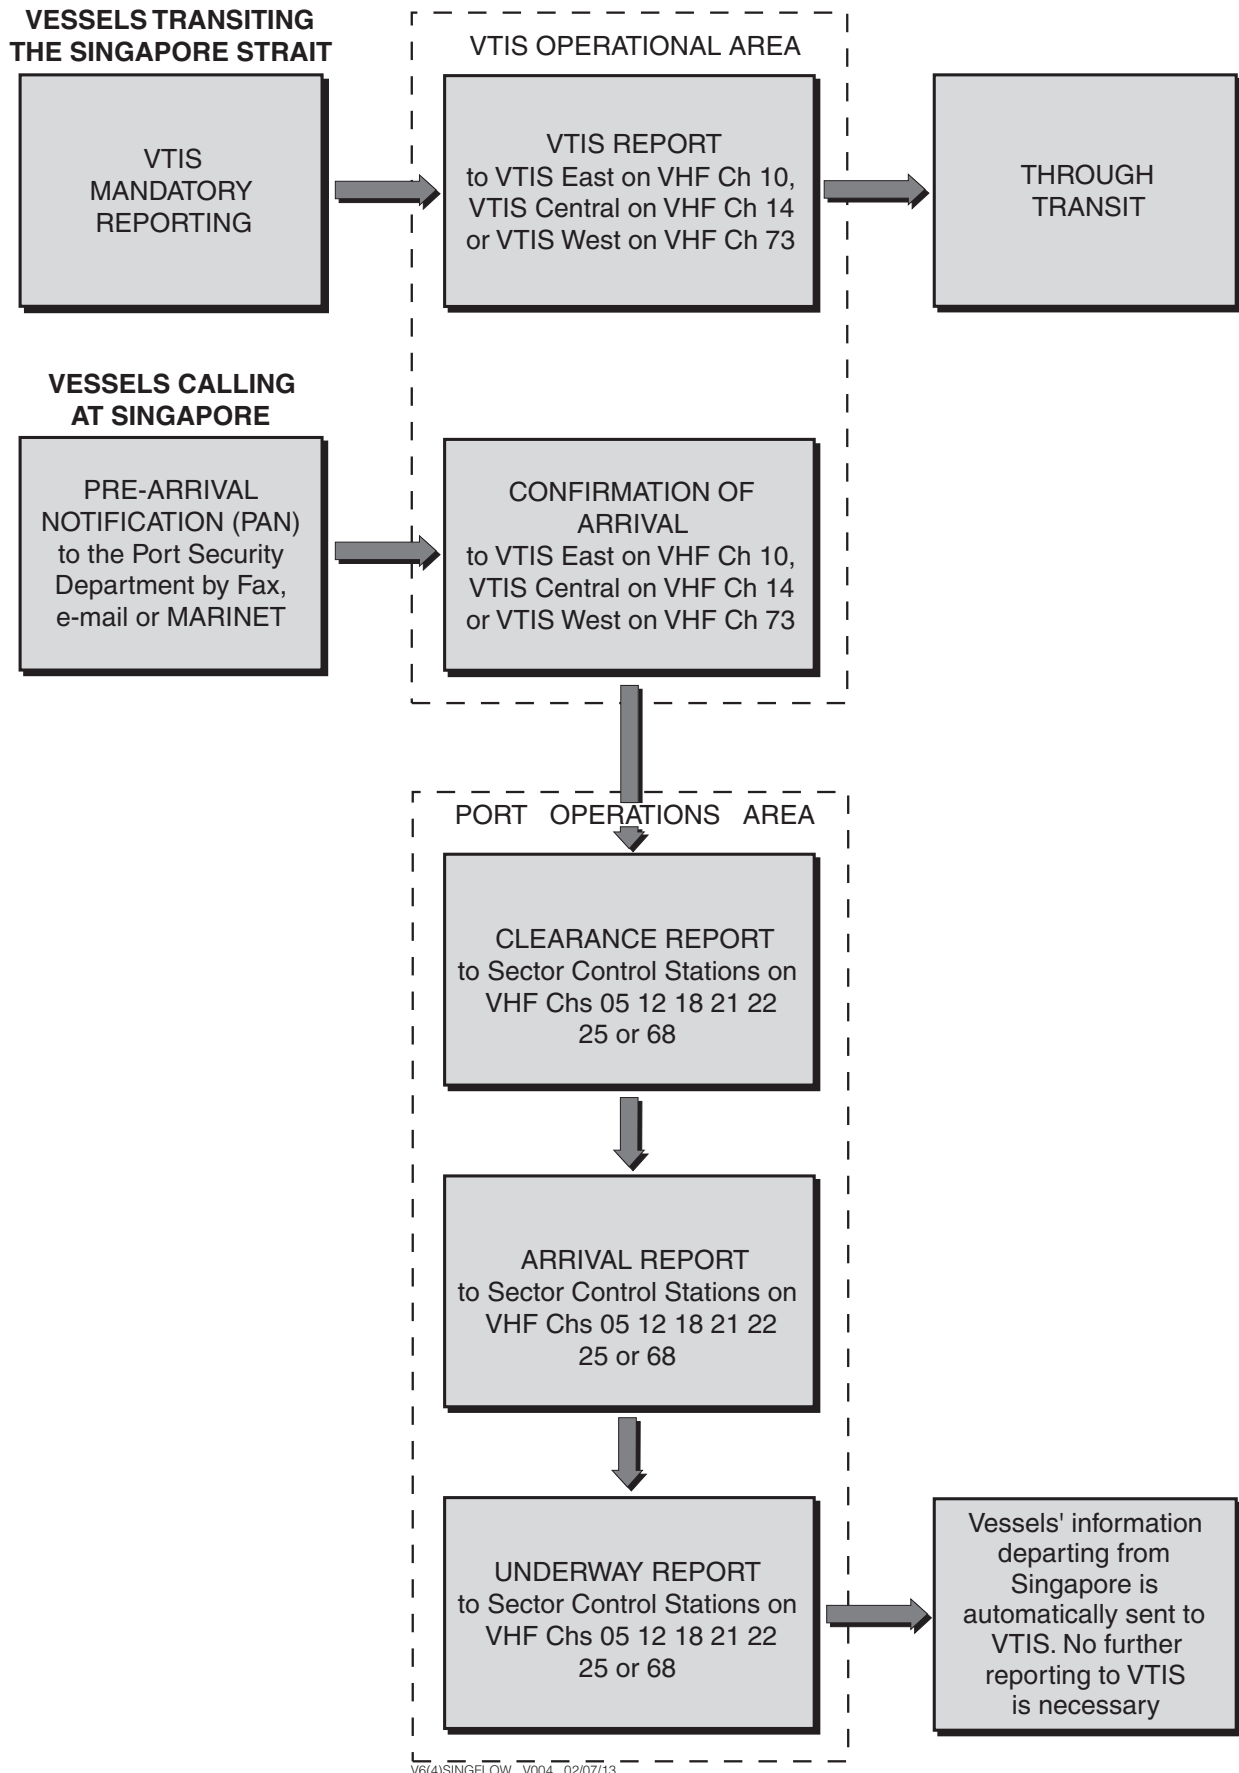 VESSELS TRANSITING
THE SINGAPORE STRAIT
VTIS OPERATIONAL AREA
VTIS
MANDATORY
REPORTING
VTIS REPORT
to VTIS East on VHF Ch 10,
VTIS Central on VHF Ch 14
or VTIS West on VHF Ch 73
THROUGH
TRANSIT
VESSELS CALLING
AT SINGAPORE
PRE-ARRIVAL
NOTIFICATION (PAN)
to the Port Security
Department by Fax,
e-mail or MARINET
CONFIRMATION OF
ARRIVAL
to VTIS East on VHF Ch 10,
VTIS Central on VHF Ch 14
or VTIS West on VHF Ch 73
PORT OPERATIONS AREA
CLEARANCE REPORT
to Sector Control Stations on
VHF Chs 05 12 18 21 22
25 or 68
ARRIVAL REPORT
to Sector Control Stations on
VHF Chs 05 12 18 21 22
25 or 68
UNDERWAY REPORT
to Sector Control Stations on
VHF Chs 05 12 18 21 22
25 or 68
Vessels' information
departing from
Singapore is
automatically sent to
VTIS. No further
reporting to VTIS
is necessary
V6(4)SINGFLOW V004 02/07/13